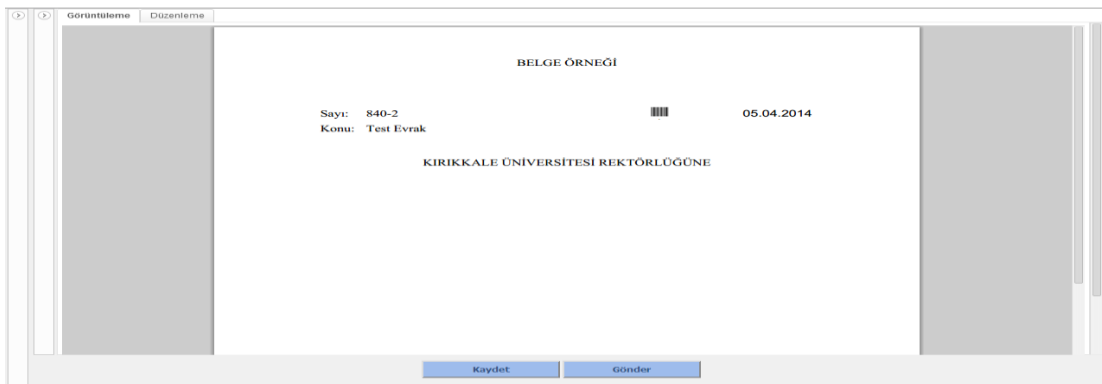 Görüntüleme Düzenleme
BELGE ÖRNEĞİ
Sayı: 840-2 05.04.2014
Konu: Test Evrak
KIRIKKALE ÜNİVERSİTESİ REKTÖRLÜĞÜNE
Kaydet Gönder